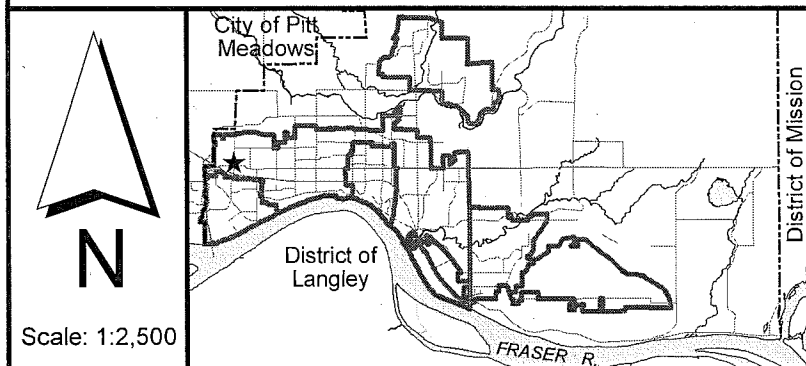 N
Scale: 1:2,500
City of Pitt
Meadows
District of
Langley
FRASER R.
District of Mission